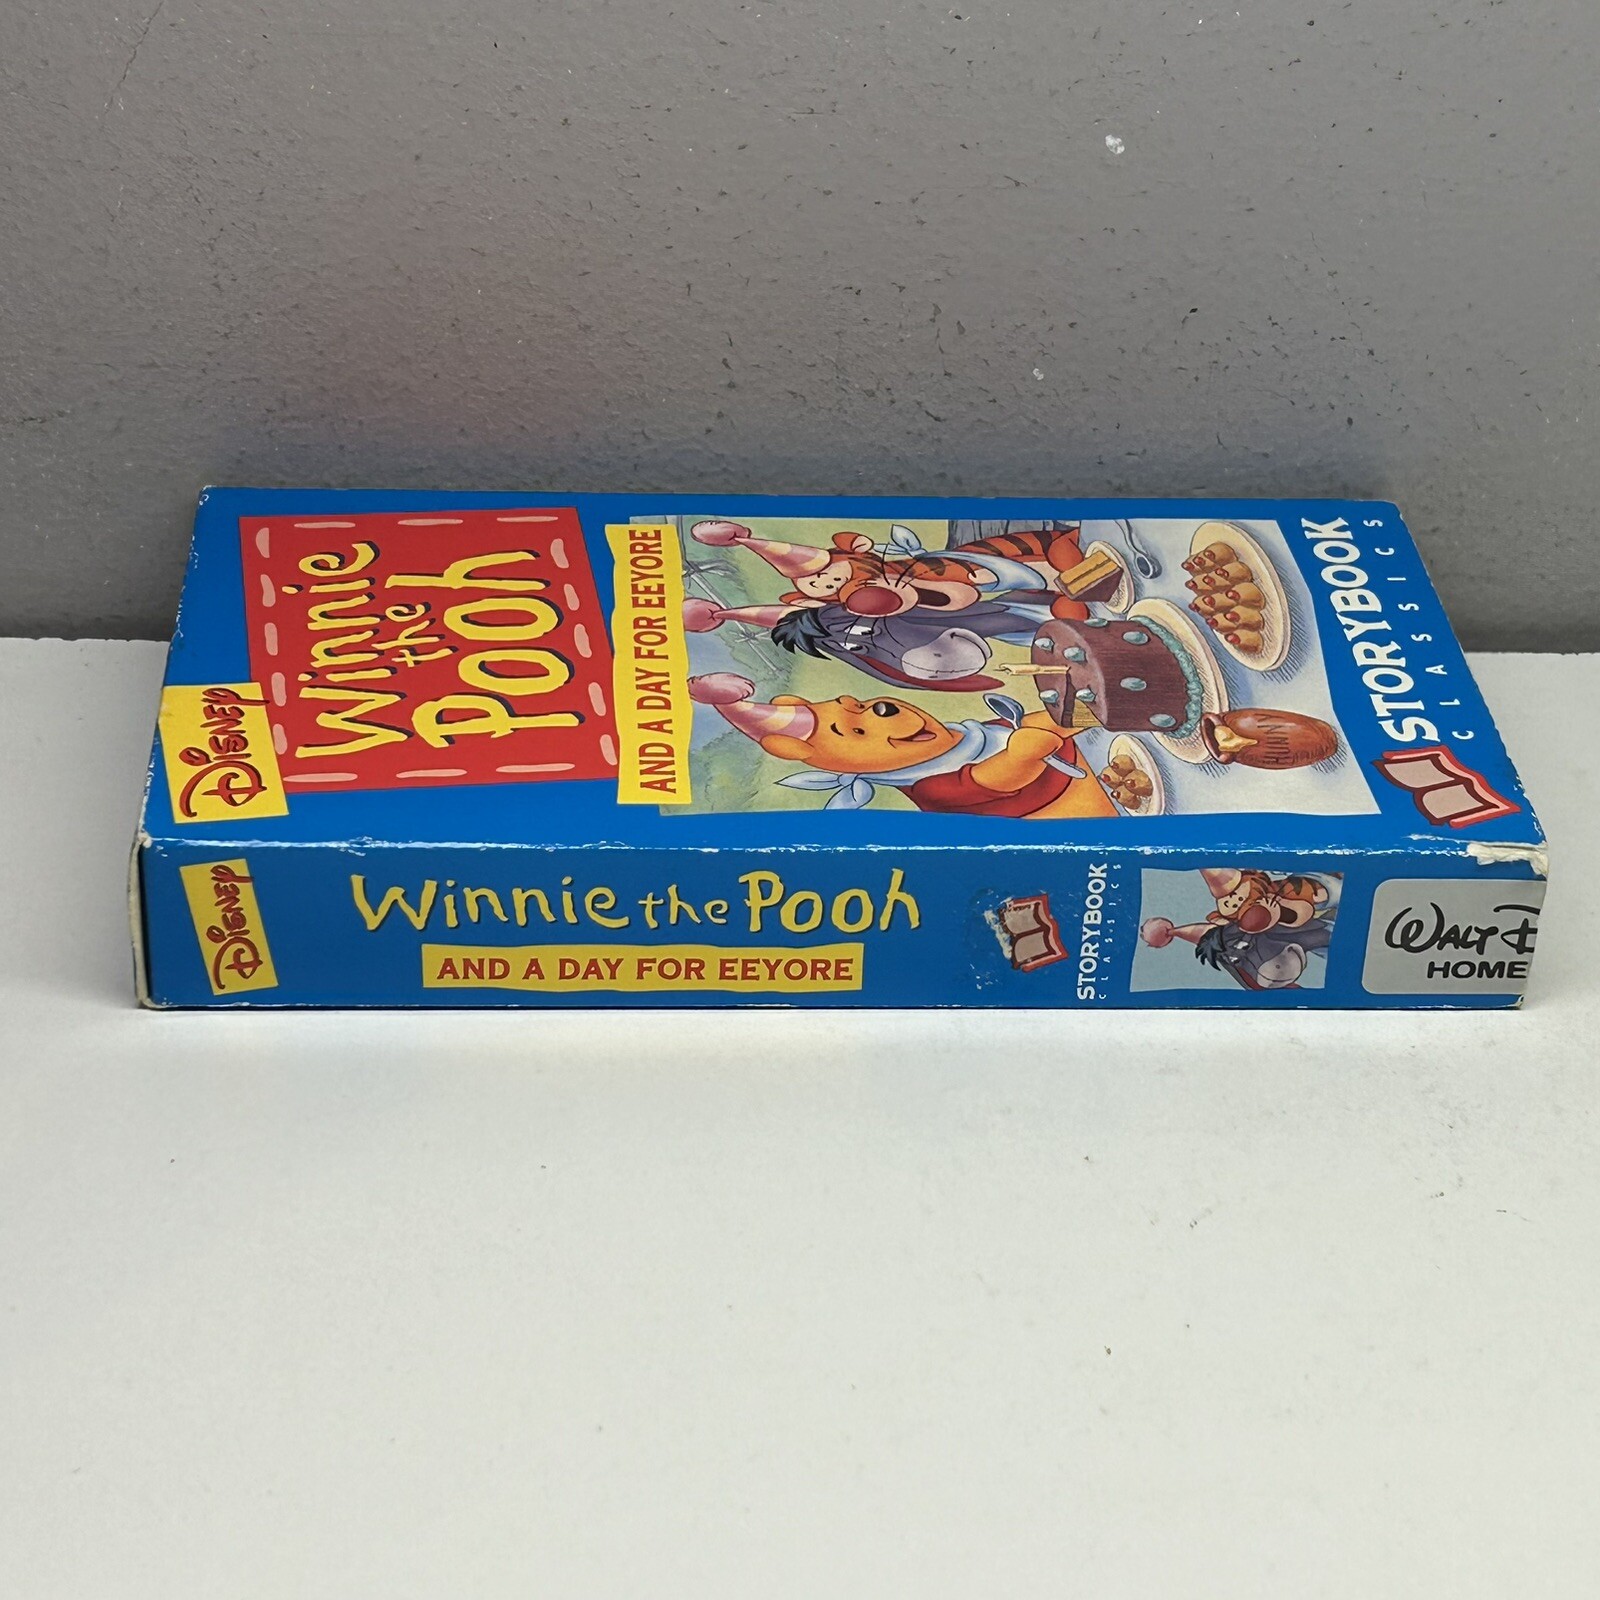 DISNEY
Winnie
the
Pooh
AND A DAY FOR EEYORE
HUNNY
STORYBOOK
CLASSICS
DISNEY
Winnie the Pooh
AND A DAY FOR EEYORE
STORYBOOK
CLASSICS
WALT D
HOME